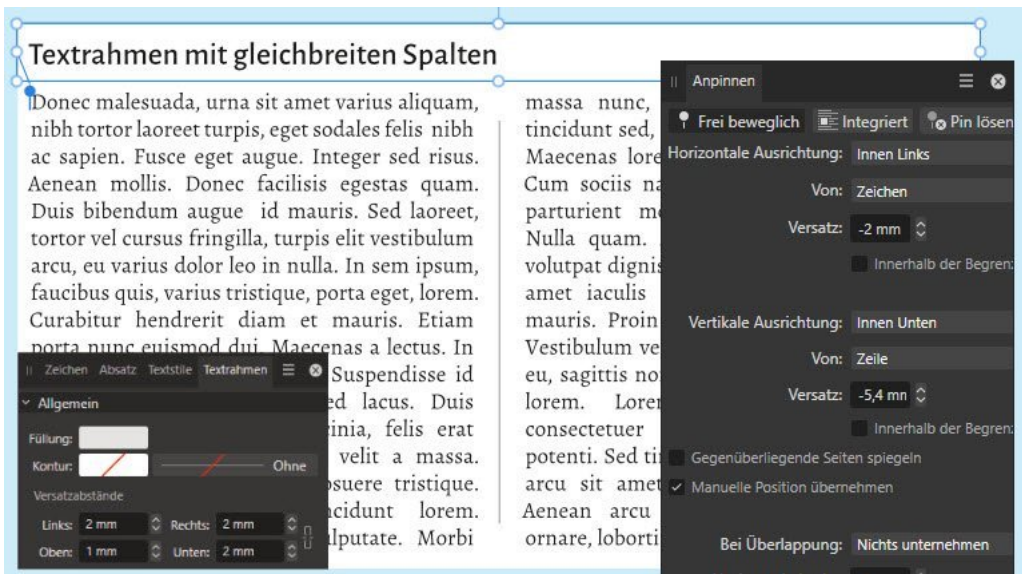 Textrahmen mit gleichbreiten Spalten
Donec malesuada, urna sit amet varius aliquam,
nibh tortor laoreet turpis, eget sodales felis nibh
ac sapien. Fusce eget augue. Integer sed risus.
Aenean mollis. Donec facilisis egestas quam.
Duis bibendum augue id mauris. Sed laoreet,
tortor vel cursus fringilla, turpis elit vestibulum
arcu, eu varius dolor leo in nulla. In sem ipsum,
faucibus quis, varius tristique, porta eget, lorem.
Curabitur hendrerit diam et mauris. Etiam
porta nunc euismod dui. Maecenas a lectus. In
Suspendisse id
lacus. Duis
felis erat
velit a massa.
tristique.
lorem.
Morbi
massa nunc,
tincidunt sed,
Maecenas
Cum sociis
parturient
Nulla quam.
volutpat
amet iaculis
mauris. Proin
Vestibulum
eu, sagittis
lorem.
consectetuer
potenti. Sed
arcu sit amet
Aenean arcu
ornare,
Zeichen Absatz Textstile Textrahmen
Allgemein
Füllung:
Kontur: Ohne
Versatzabstände
Links: 2 mm Rechts: 2 mm
Oben: 1 mm Unten: 2 mm
Anpinnen
Frei beweglich Integriert Pin lösen
Horizontale Ausrichtung: Innen Links
Von: Zeichen
Versatz: -2 mm
Innerhalb der
Vertikale Ausrichtung: Innen Unten
Von: Zeile
Versatz: -5,4
Innerhalb der
Gegenüberliegende Seiten spiegeln
Manuelle Position übernehmen
Bei Überlappung: Nichts unternehmen